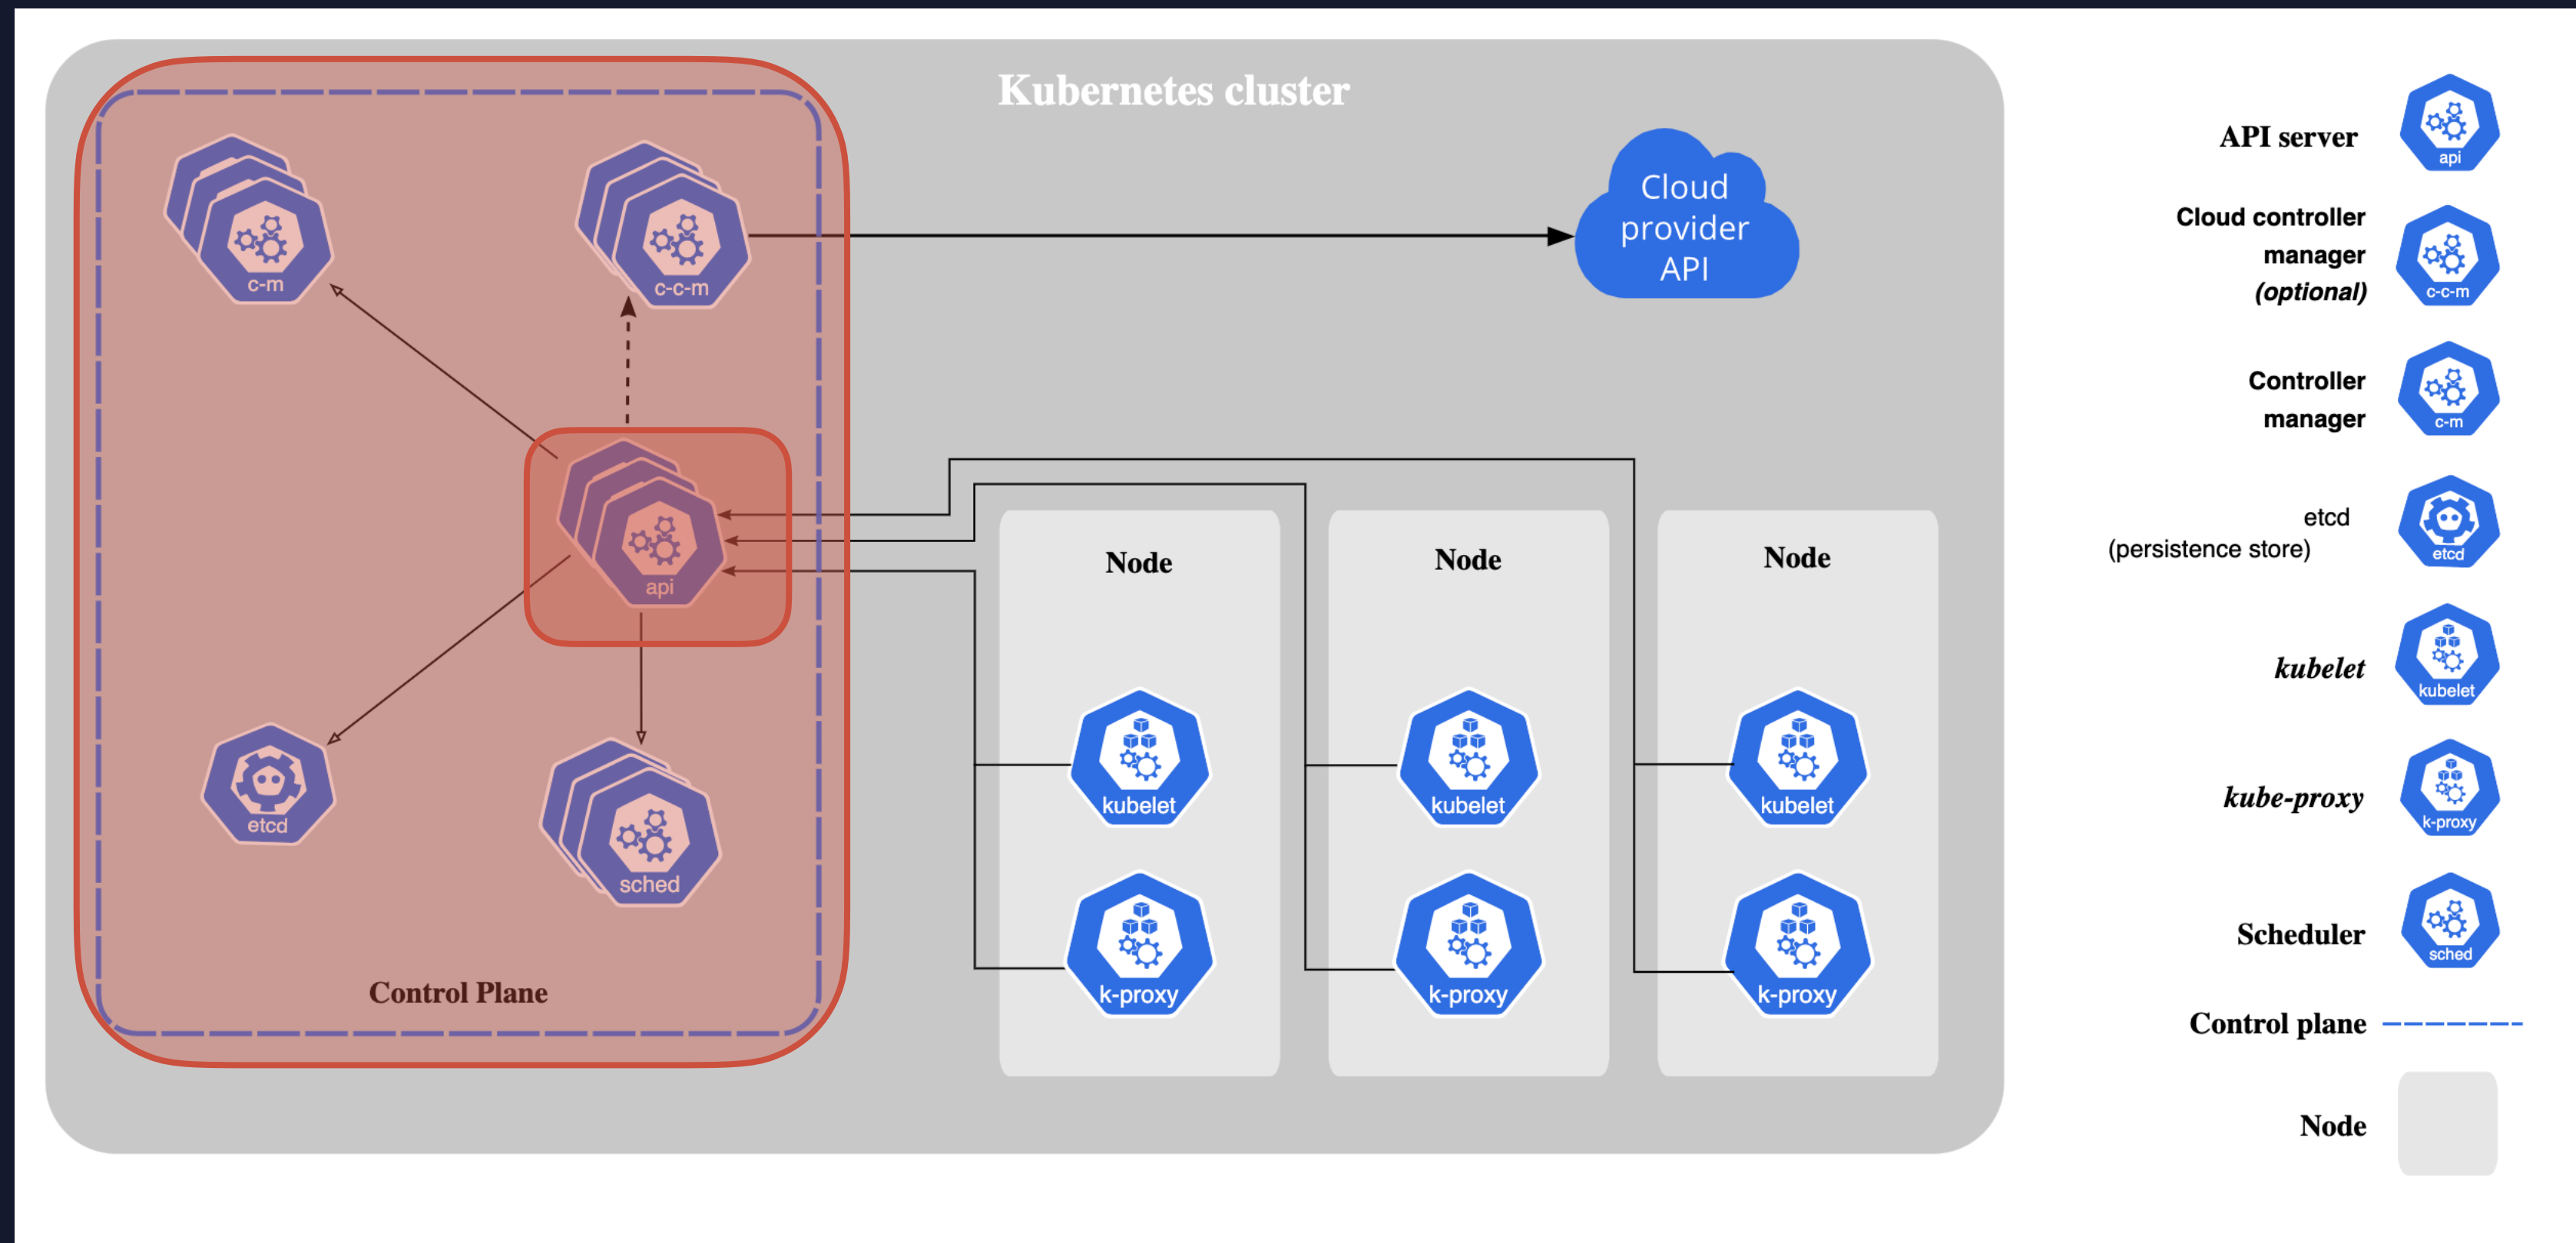 Kubernetes cluster
c-m
c-c-m
Cloud
provider
API
api
etcd
sched
Control Plane
Node
kubelet
k-proxy
Node
kubelet
k-proxy
Node
kubelet
k-proxy
API server
api
Cloud controller
manager
(optional)
c-c-m
Controller
manager
c-m
etcd
(persistence store)
etcd
kubelet
kubelet
kube-proxy
k-proxy
Scheduler
sched
Control plane
Node